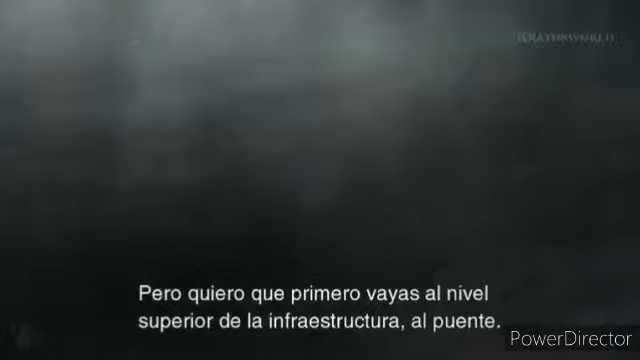 KRATOSWORLD
Pero quiero que primero vayas al nivel
superior de la infraestructura, al puente.
PowerDirector